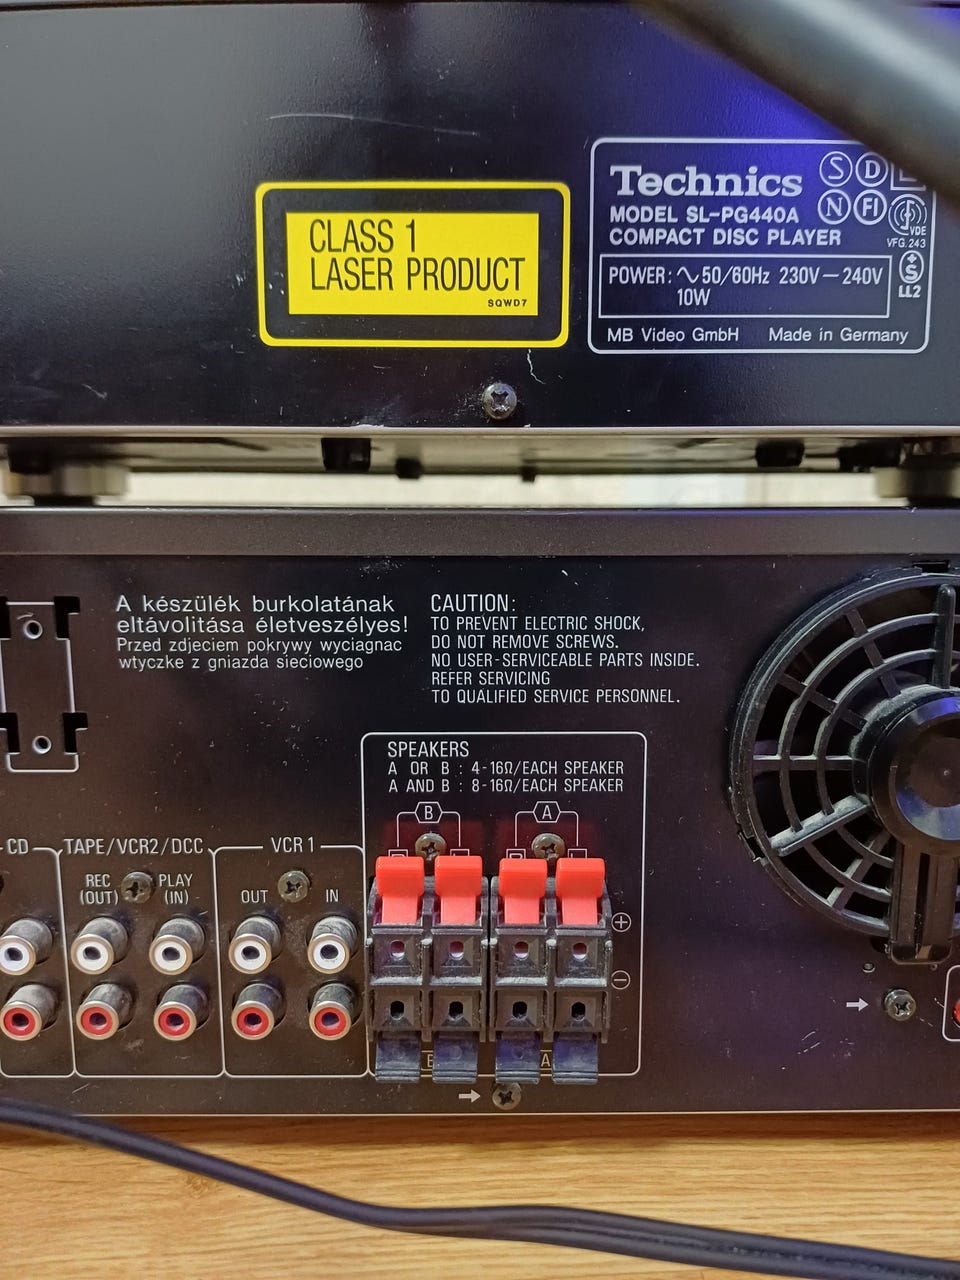 CLASS 1
LASER PRODUCT
SQWD7
Technics
MODEL SL-PG440A
COMPACT DISC PLAYER
S D
N FI
VDE
VFG.243
S
LL2
POWER: ∿50/60Hz 230V—240V
10W
MB Video GmbH Made in Germany
A készülék burkolatának
eltávolitása életveszélyes!
Przed zdjeciem pokrywy wyciagnac
wtyczke z gniazda sieciowego
CAUTION:
TO PREVENT ELECTRIC SHOCK,
DO NOT REMOVE SCREWS.
NO USER-SERVICEABLE PARTS INSIDE.
REFER SERVICING
TO QUALIFIED SERVICE PERSONNEL.
SPEAKERS
A OR B : 4-16Ω/EACH SPEAKER
A AND B : 8-16Ω/EACH SPEAKER
B A
CD
TAPE/VCR2/DCC
REC
(OUT)
PLAY
(IN)
VCR 1
OUT IN
+
−
B A